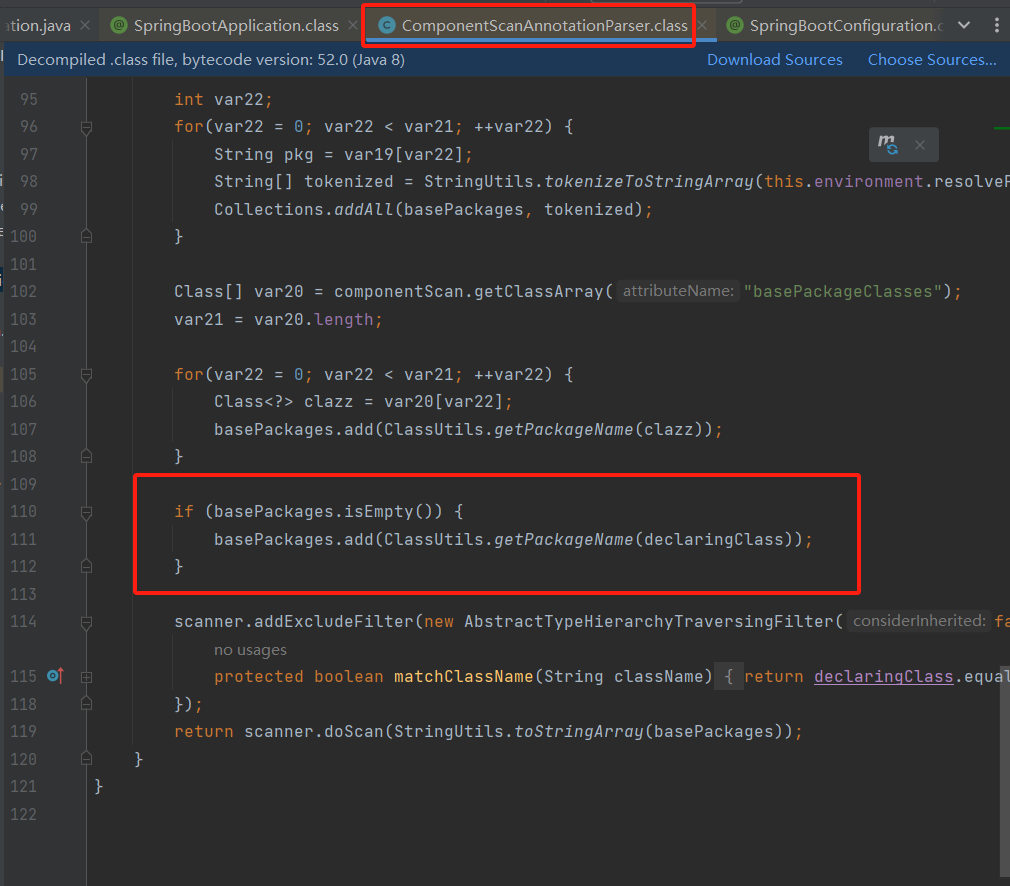 ation.java SpringBootApplication.class ComponentScanAnnotationParser.class SpringBootConfiguration.c
Decompiled .class file, bytecode version: 52.0 (Java 8) Download Sources Choose Sources...
95 int var22;
96 for(var22 = 0; var22 < var21; ++var22) {
97 String pkg = var19[var22];
98 String[] tokenized = StringUtils.tokenizeToStringArray(this.environment.resolveP
99 Collections.addAll(basePackages, tokenized);
100 }
101
102 Class[] var20 = componentScan.getClassArray( attributeName: "basePackageClasses");
103 var21 = var20.length;
104
105 for(var22 = 0; var22 < var21; ++var22) {
106 Class<?> clazz = var20[var22];
107 basePackages.add(ClassUtils.getPackageName(clazz));
108 }
109
110 if (basePackages.isEmpty()) {
111 basePackages.add(ClassUtils.getPackageName(declaringClass));
112 }
113
114 scanner.addExcludeFilter(new AbstractTypeHierarchyTraversingFilter( considerInherited: fa
no usages
115 protected boolean matchClassName(String className) { return declaringClass.equal
118 });
119 return scanner.doScan(StringUtils.toStringArray(basePackages));
120 }
121 }
122